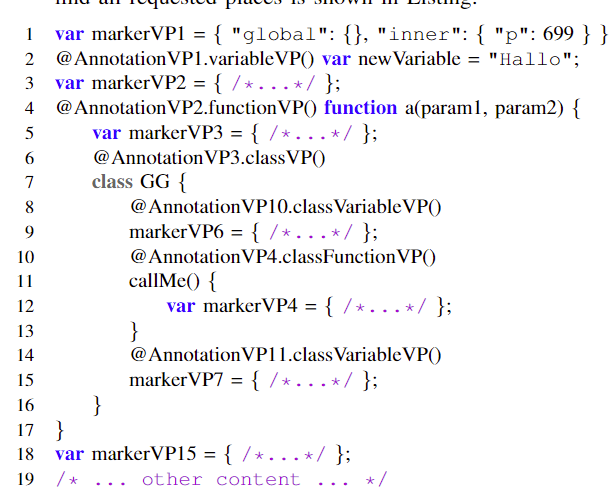 find all requested places is shown in Listing.
1 var markerVP1 = { "global": {}, "inner": { "p": 699 } }
2 @AnnotationVP1.variableVP() var newVariable = "Hallo";
3 var markerVP2 = { /*...*/ };
4 @AnnotationVP2.functionVP() function a(param1, param2) {
5 var markerVP3 = { /*...*/ };
6 @AnnotationVP3.classVP()
7 class GG {
8 @AnnotationVP10.classVariableVP()
9 markerVP6 = { /*...*/ };
10 @AnnotationVP4.classFunctionVP()
11 callMe() {
12 var markerVP4 = { /*...*/ };
13 }
14 @AnnotationVP11.classVariableVP()
15 markerVP7 = { /*...*/ };
16 }
17 }
18 var markerVP15 = { /*...*/ };
19 /* ... other content ... */